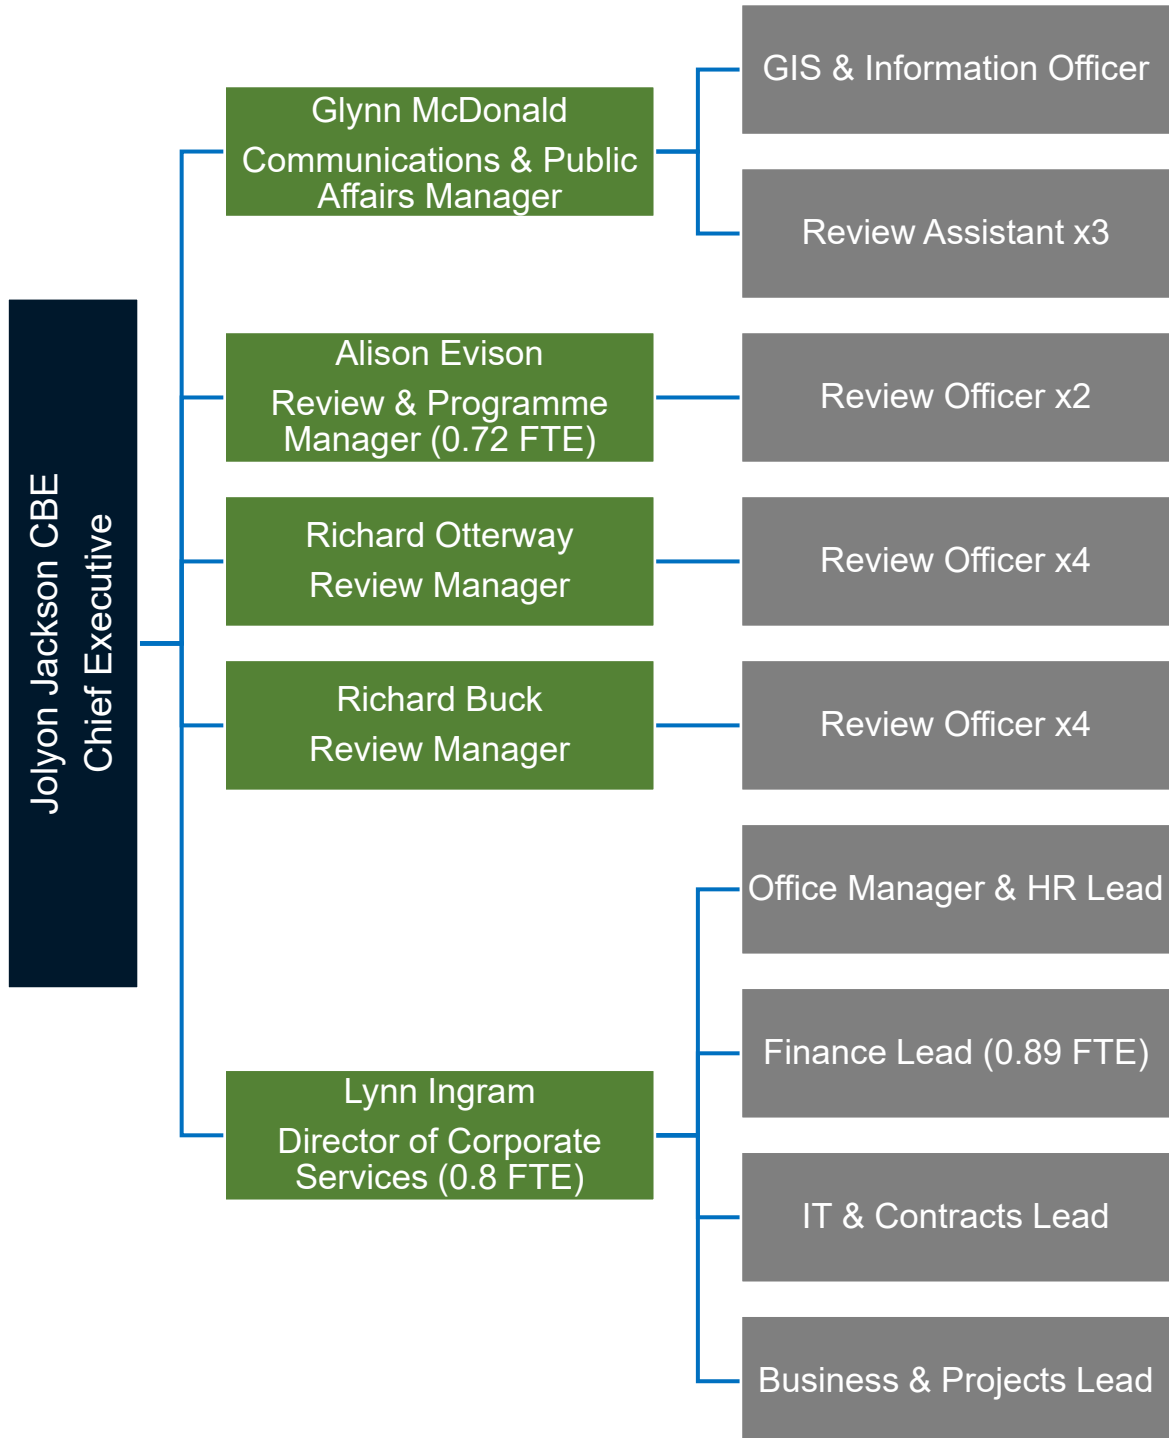 Jolyon Jackson CBE
Chief Executive
Glynn McDonald
Communications & Public
Affairs Manager
GIS & Information Officer
Review Assistant x3
Alison Evison
Review & Programme
Manager (0.72 FTE)
Review Officer x2
Richard Otterway
Review Manager
Review Officer x4
Richard Buck
Review Manager
Review Officer x4
Lynn Ingram
Director of Corporate
Services (0.8 FTE)
Office Manager & HR Lead
Finance Lead (0.89 FTE)
IT & Contracts Lead
Business & Projects Lead